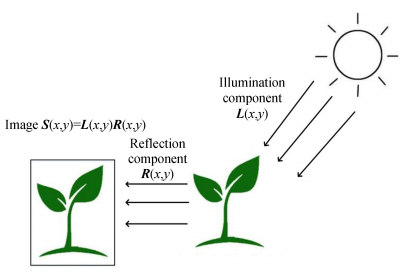 Illumination
component
L(x,y)
Image S(x,y)=L(x,y)R(x,y)
Reflection
component
R(x,y)